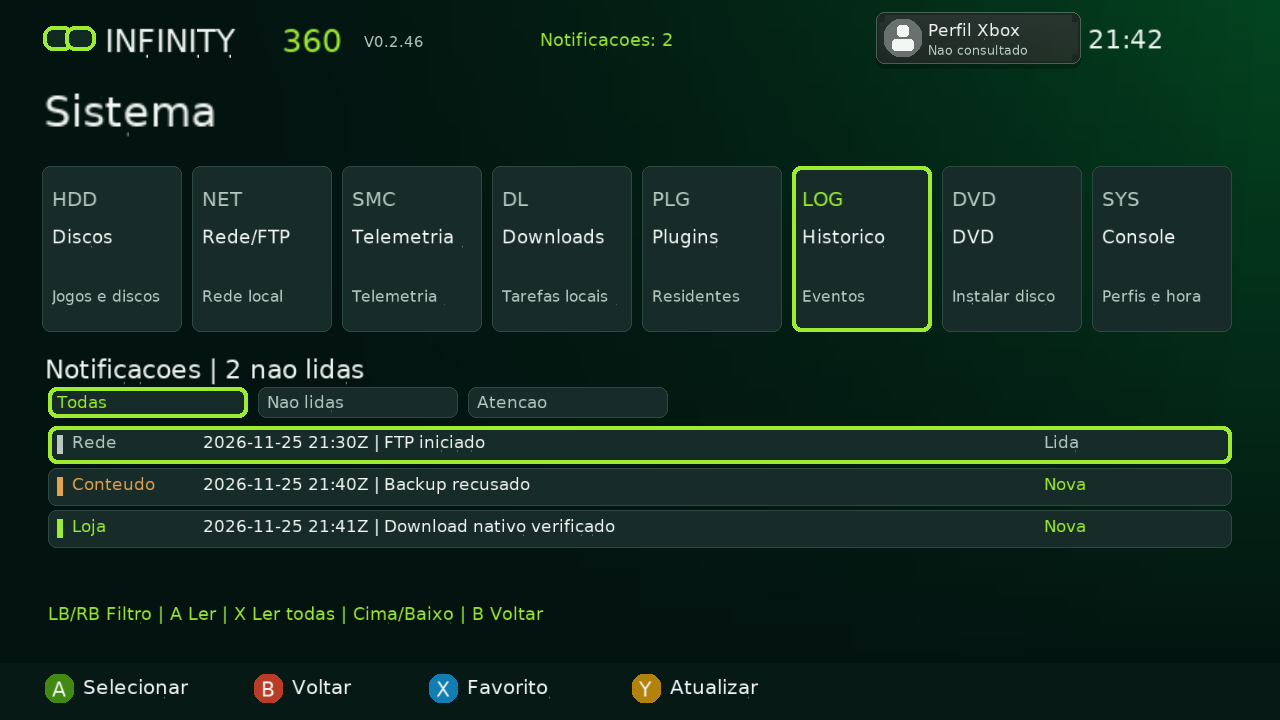 INFINITY 360 V0.2.46 Notificacoes: 2 Perfil Xbox 21:42
Nao consultado
Sistema
HDD NET SMC DL PLG LOG DVD SYS
Discos Rede/FTP Telemetria Downloads Plugins Historico DVD Console
Jogos e discos Rede local Telemetria Tarefas locais Residentes Eventos Instalar disco Perfis e hora
Notificacoes | 2 nao lidas
Todas Nao lidas Atencao
Rede 2026-11-25 21:30Z | FTP iniciado Lida
Conteudo 2026-11-25 21:40Z | Backup recusado Nova
Loja 2026-11-25 21:41Z | Download nativo verificado Nova
LB/RB Filtro | A Ler | X Ler todas | Cima/Baixo | B Voltar
A Selecionar B Voltar X Favorito Y Atualizar